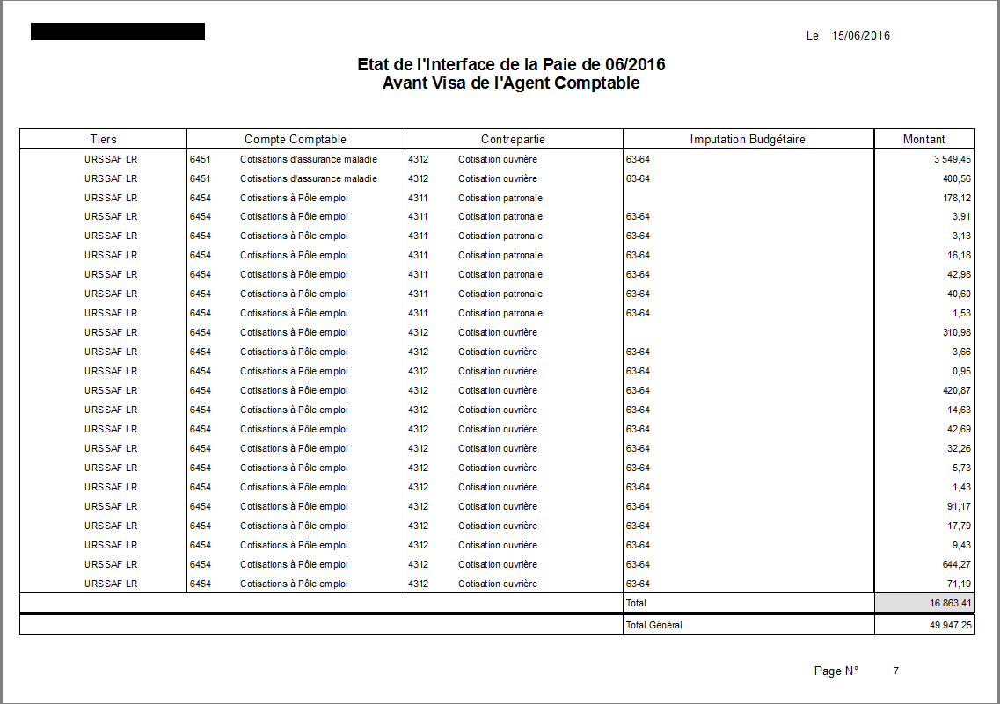 Le 15/06/2016
Etat de l'Interface de la Paie de 06/2016
Avant Visa de l'Agent Comptable
Tiers Compte Comptable Contrepartie Imputation Budgétaire Montant
URSSAF LR 6451 Cotisations d'assurance maladie 4312 Cotisation ouvrière 63-64 3 549,45
URSSAF LR 6451 Cotisations d'assurance maladie 4312 Cotisation ouvrière 63-64 400,56
URSSAF LR 6454 Cotisations à Pôle emploi 4311 Cotisation patronale 178,12
URSSAF LR 6454 Cotisations à Pôle emploi 4311 Cotisation patronale 63-64 3,91
URSSAF LR 6454 Cotisations à Pôle emploi 4311 Cotisation patronale 63-64 3,13
URSSAF LR 6454 Cotisations à Pôle emploi 4311 Cotisation patronale 63-64 16,18
URSSAF LR 6454 Cotisations à Pôle emploi 4311 Cotisation patronale 63-64 42,98
URSSAF LR 6454 Cotisations à Pôle emploi 4311 Cotisation patronale 63-64 40,60
URSSAF LR 6454 Cotisations à Pôle emploi 4311 Cotisation patronale 63-64 1,53
URSSAF LR 6454 Cotisations à Pôle emploi 4312 Cotisation ouvrière 310,98
URSSAF LR 6454 Cotisations à Pôle emploi 4312 Cotisation ouvrière 63-64 3,66
URSSAF LR 6454 Cotisations à Pôle emploi 4312 Cotisation ouvrière 63-64 0,95
URSSAF LR 6454 Cotisations à Pôle emploi 4312 Cotisation ouvrière 63-64 420,87
URSSAF LR 6454 Cotisations à Pôle emploi 4312 Cotisation ouvrière 63-64 14,63
URSSAF LR 6454 Cotisations à Pôle emploi 4312 Cotisation ouvrière 63-64 42,69
URSSAF LR 6454 Cotisations à Pôle emploi 4312 Cotisation ouvrière 63-64 32,26
URSSAF LR 6454 Cotisations à Pôle emploi 4312 Cotisation ouvrière 63-64 5,73
URSSAF LR 6454 Cotisations à Pôle emploi 4312 Cotisation ouvrière 63-64 1,43
URSSAF LR 6454 Cotisations à Pôle emploi 4312 Cotisation ouvrière 63-64 91,17
URSSAF LR 6454 Cotisations à Pôle emploi 4312 Cotisation ouvrière 63-64 17,79
URSSAF LR 6454 Cotisations à Pôle emploi 4312 Cotisation ouvrière 63-64 9,43
URSSAF LR 6454 Cotisations à Pôle emploi 4312 Cotisation ouvrière 63-64 644,27
URSSAF LR 6454 Cotisations à Pôle emploi 4312 Cotisation ouvrière 63-64 71,19
Total 16 863,41
Total Général 49 947,25
Page N° 7